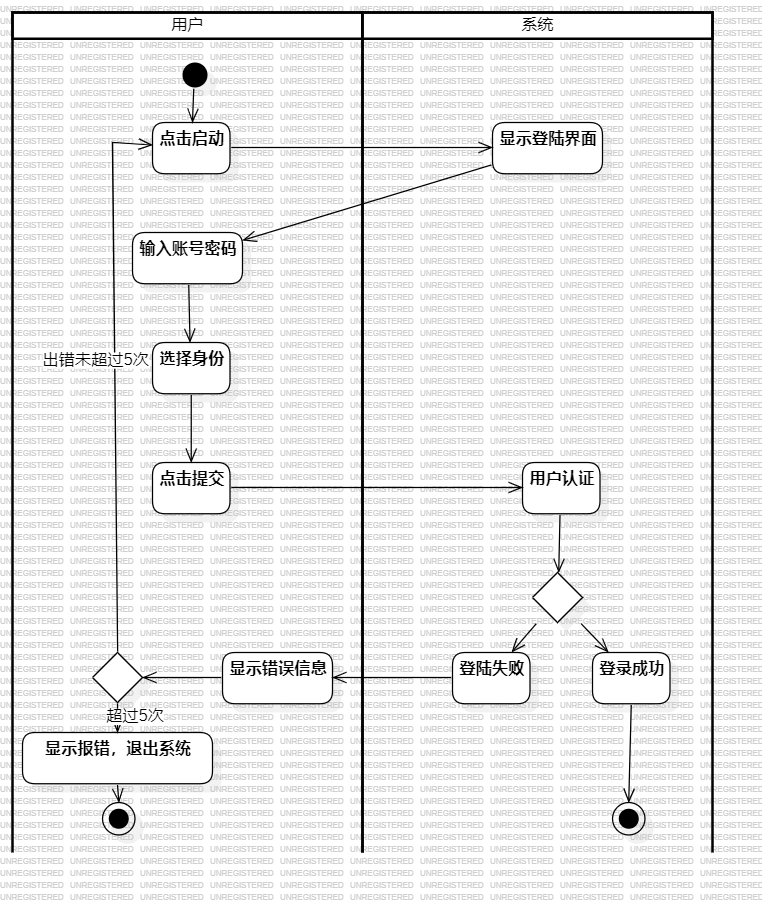 用户
系统
点击启动
显示登陆界面
输入账号密码
出错未超过5次
选择身份
点击提交
用户认证
显示错误信息
登陆失败
登录成功
超过5次
显示报错，退出系统
UNREGISTERED